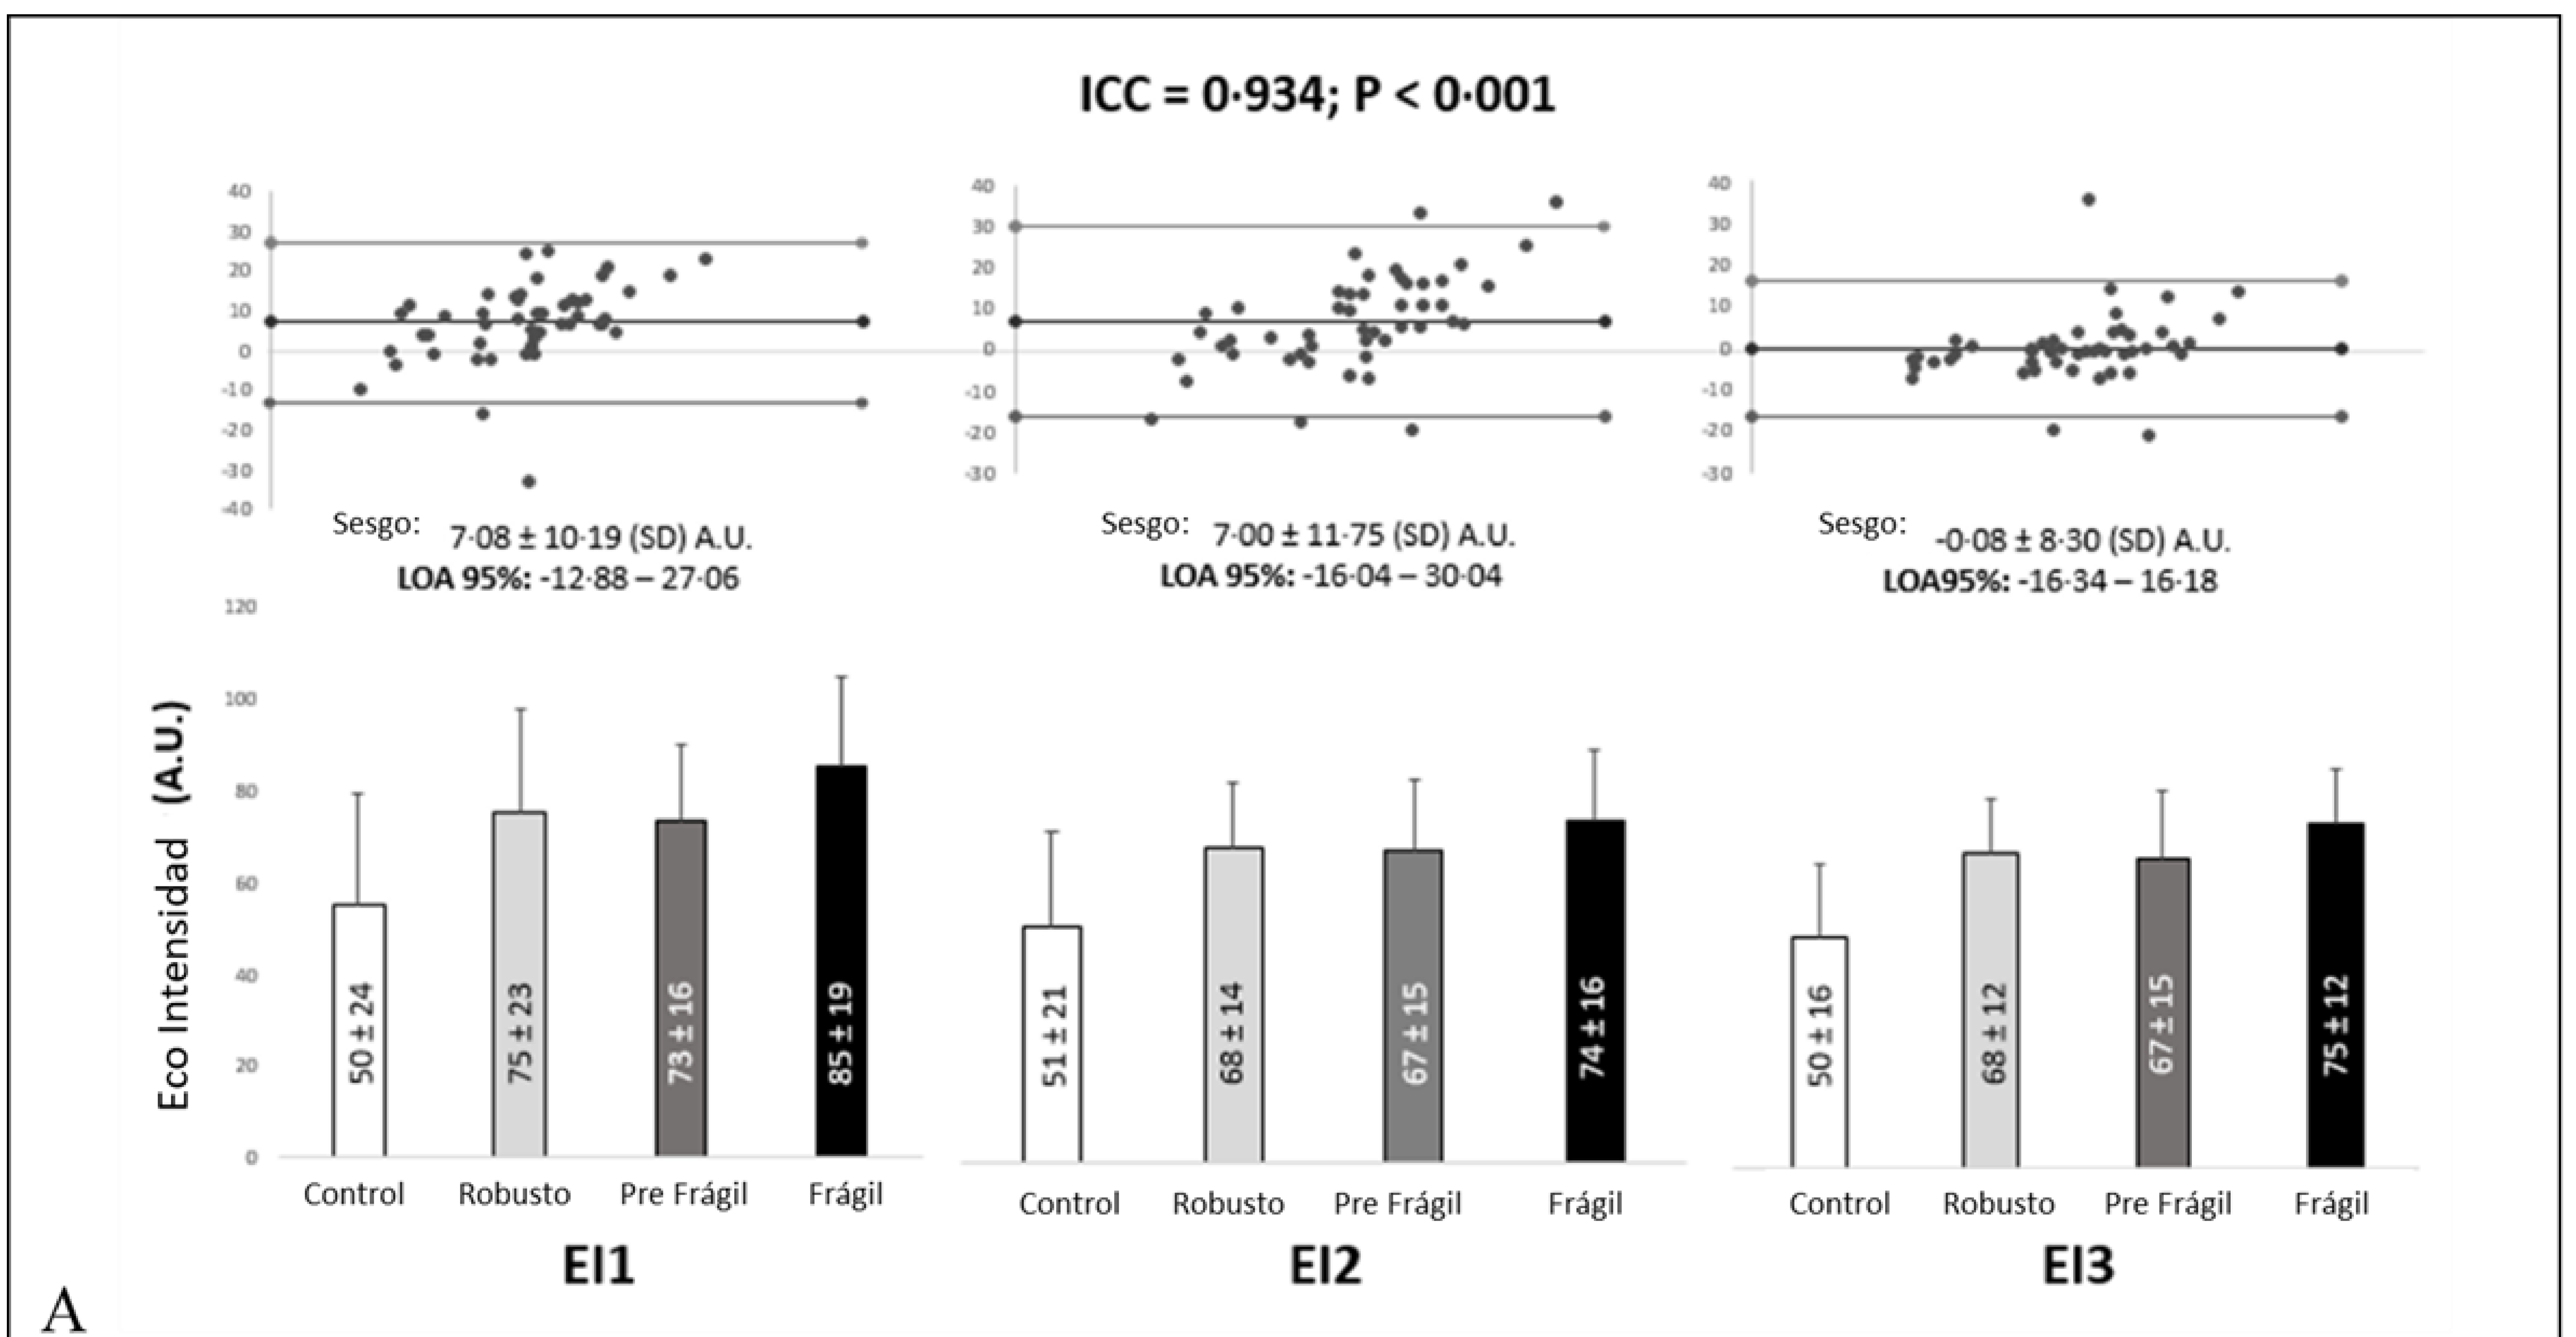 ICC = 0·934; P < 0·001
40
30
20
10
0
-10
-20
-30
-40
40
30
20
10
0
-10
-20
-30
40
30
20
10
0
-10
-20
-30
Sesgo: 7·08 ± 10·19 (SD) A.U.
LOA 95%: -12·88 – 27·06
Sesgo: 7·00 ± 11·75 (SD) A.U.
LOA 95%: -16·04 – 30·04
Sesgo: -0·08 ± 8·30 (SD) A.U.
LOA95%: -16·34 – 16·18
Eco Intensidad (A.U.)
120
100
80
60
40
20
0
50 ± 24
75 ± 23
73 ± 16
85 ± 19
51 ± 21
68 ± 14
67 ± 15
74 ± 16
50 ± 16
68 ± 12
67 ± 15
75 ± 12
Control Robusto Pre Frágil Frágil
Control Robusto Pre Frágil Frágil
Control Robusto Pre Frágil Frágil
EI1
EI2
EI3
A